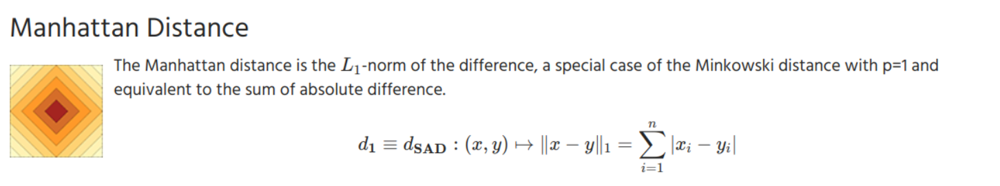 Manhattan Distance
The Manhattan distance is the L₁-norm of the difference, a special case of the Minkowski distance with p=1 and
equivalent to the sum of absolute difference.
d₁ ≡ d_SAD : (x, y) ↦ ‖x − y‖₁ = ∑_{i=1}^{n} |xᵢ − yᵢ|